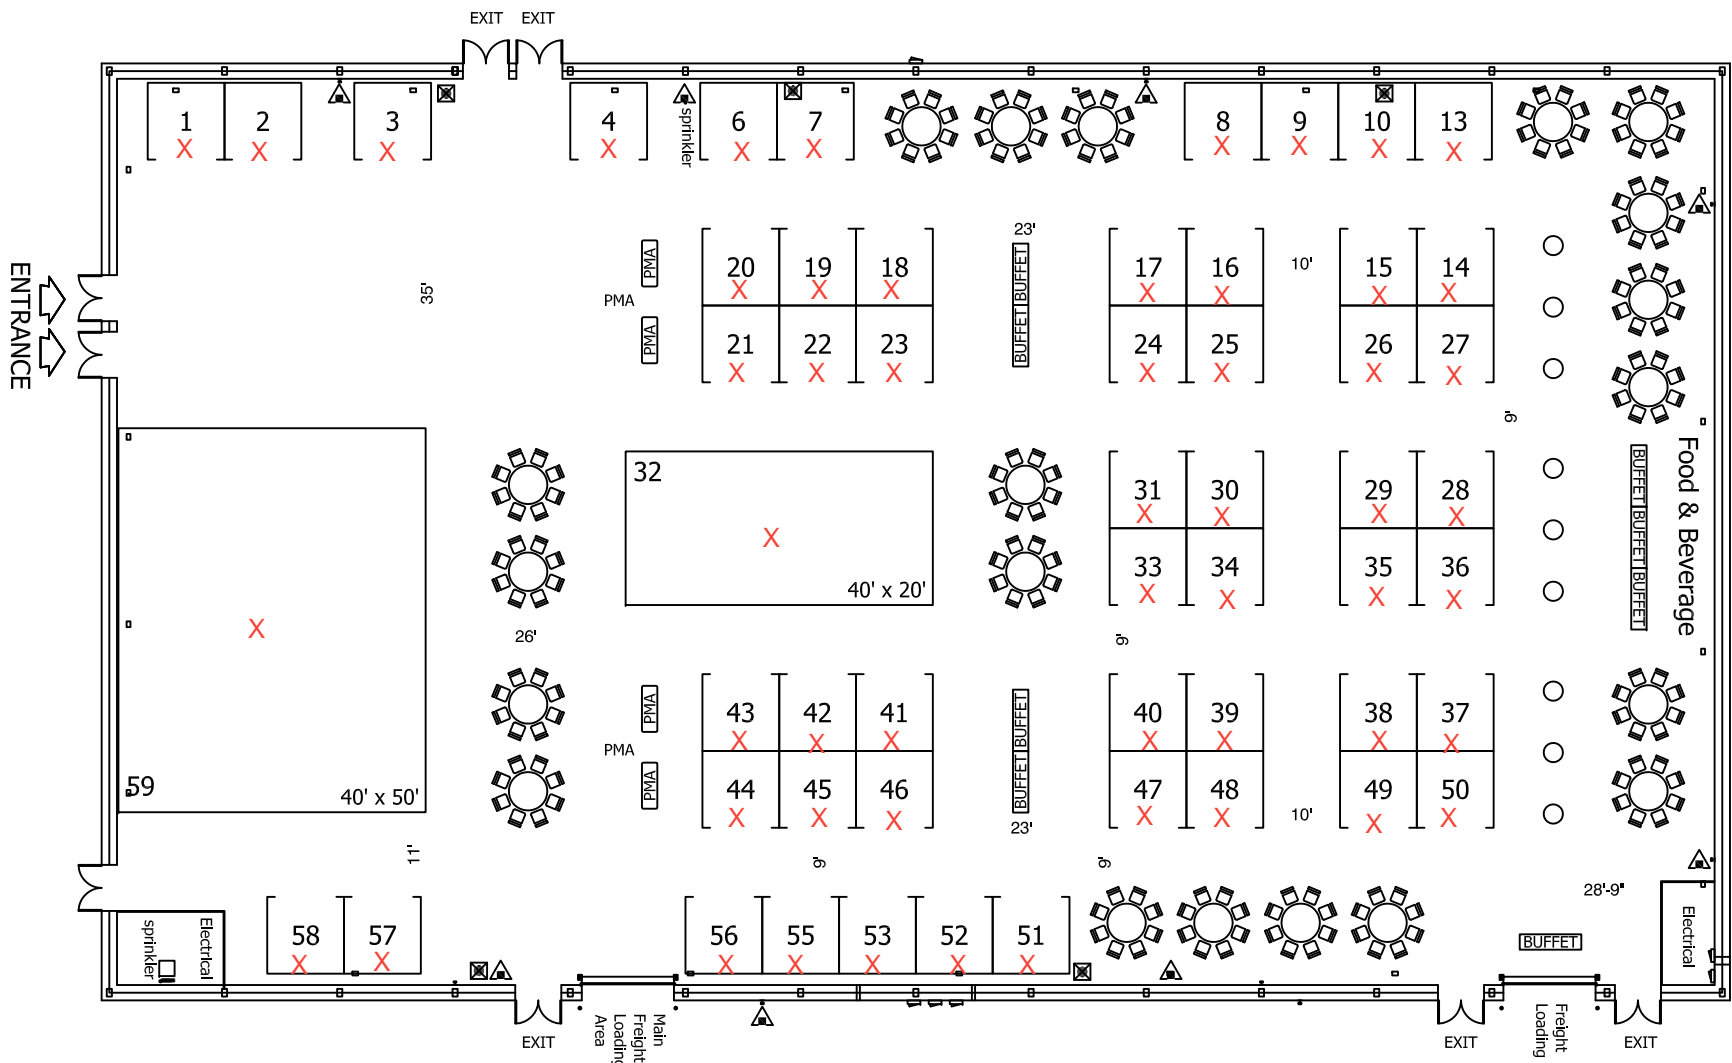 EXIT EXIT
1 2 3 4 6 7 8 9 10 13
X X X X X X X X X X
sprinkler
23'
20 19 18 17 16 10' 15 14
X X X X X X X
PMA
35'
PMA
BUFFET BUFFET
ENTRANCE
21 22 23 24 25 26 27
X X X X X X X
PMA
9'
Food & Beverage
32
31 30 29 28
X X X X
X
BUFFET BUFFET BUFFET
33 34 35 36
X X X X
40' x 20'
X
26'
9'
43 42 41 40 39 38 37
X X X X X X X
PMA
PMA
BUFFET BUFFET
59
40' x 50'
44 45 46 47 48 49 50
X X X X X X X
PMA
23'
10'
11'
9'
9'
28'-9"
58 57 56 55 53 52 51
X X X X X X X
Electrical
sprinkler
BUFFET
Electrical
EXIT
Main
Freight
Loading
Area
EXIT
Freight
Loading
EXIT